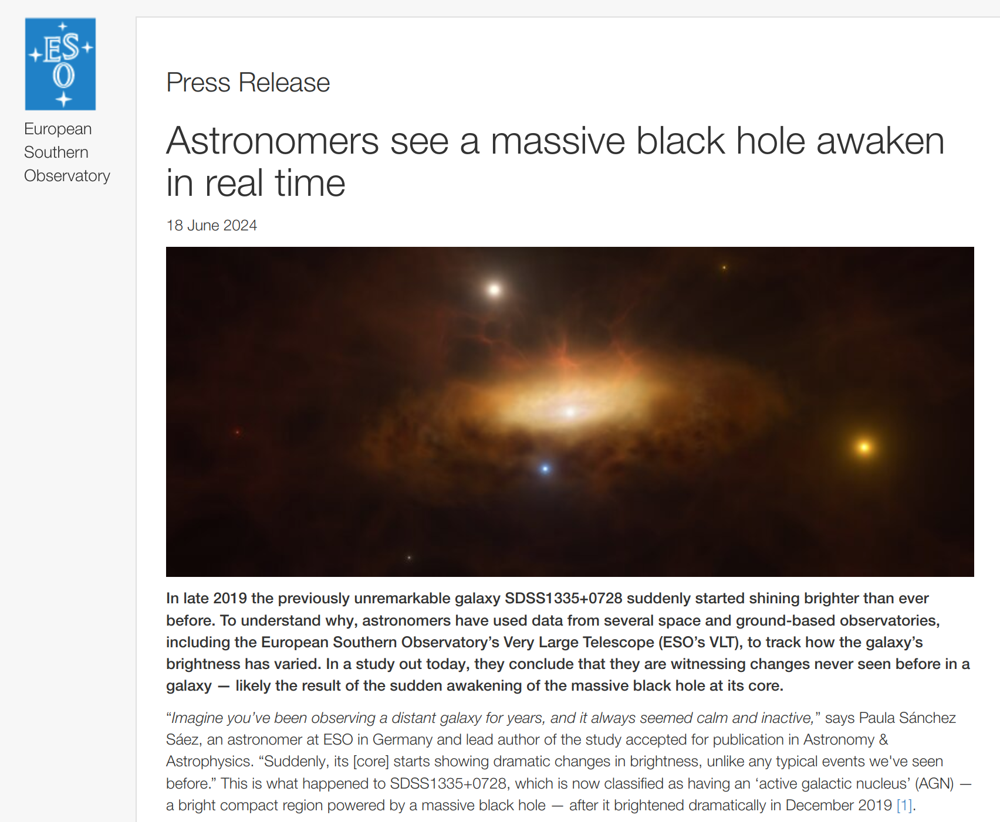 ES
O
European
Southern
Observatory
Press Release
Astronomers see a massive black hole awaken
in real time
18 June 2024
In late 2019 the previously unremarkable galaxy SDSS1335+0728 suddenly started shining brighter than ever
before. To understand why, astronomers have used data from several space and ground-based observatories,
including the European Southern Observatory’s Very Large Telescope (ESO’s VLT), to track how the galaxy’s
brightness has varied. In a study out today, they conclude that they are witnessing changes never seen before in a
galaxy — likely the result of the sudden awakening of the massive black hole at its core.
“Imagine you’ve been observing a distant galaxy for years, and it always seemed calm and inactive,” says Paula Sánchez
Sáez, an astronomer at ESO in Germany and lead author of the study accepted for publication in Astronomy &
Astrophysics. “Suddenly, its [core] starts showing dramatic changes in brightness, unlike any typical events we've seen
before.” This is what happened to SDSS1335+0728, which is now classified as having an ‘active galactic nucleus’ (AGN) —
a bright compact region powered by a massive black hole — after it brightened dramatically in December 2019 [1].